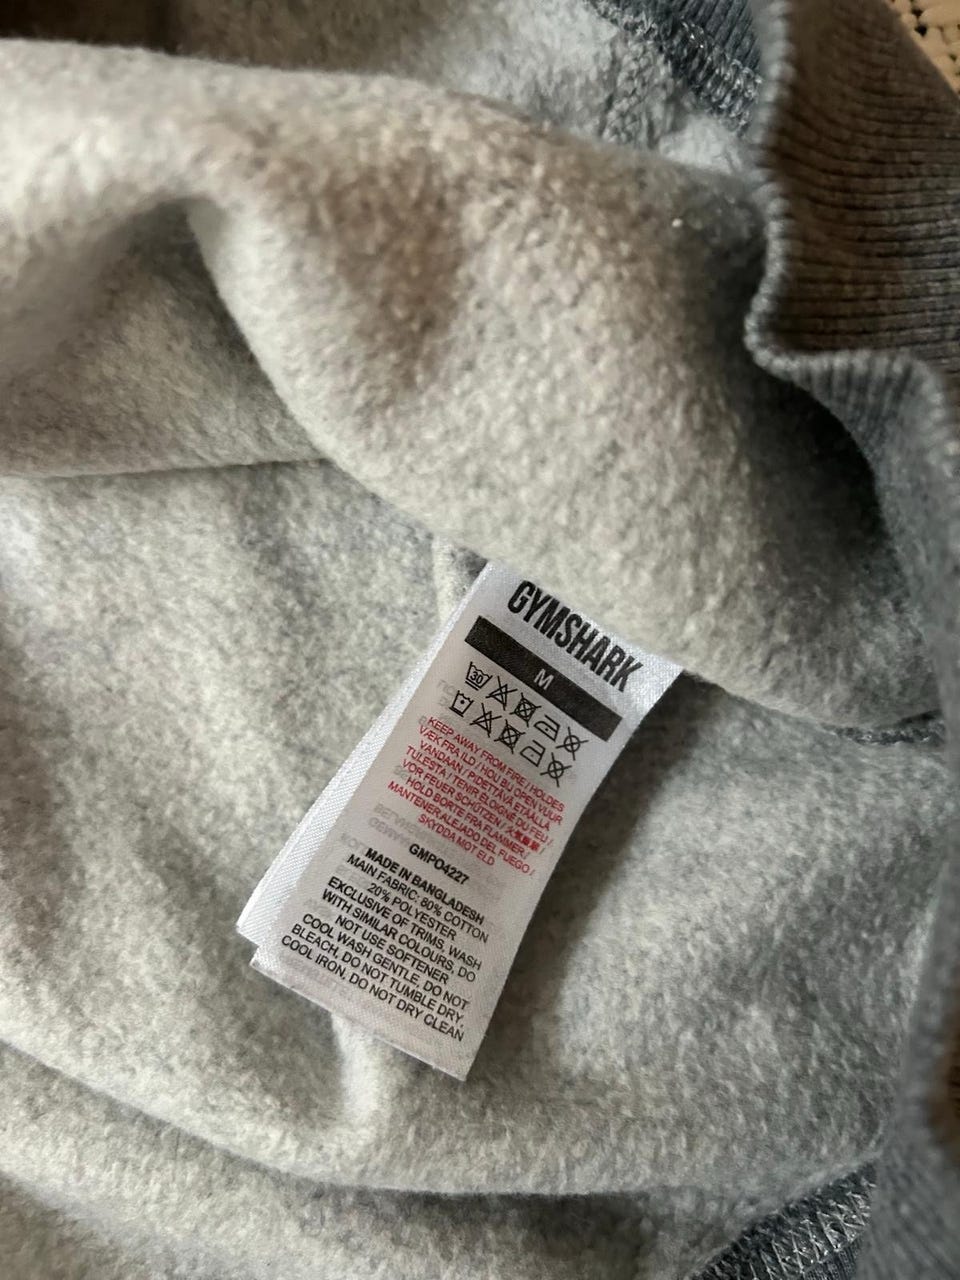 GYMSHARK
M
30
KEEP AWAY FROM FIRE / HOLDES
VÆK FRA ILD / HOU BIJ OPEN VUUR
VANDAAN / PIDETTÄVÄ ETÄÄLLÄ
TULESTA / TENIR ÉLOIGNÉ DU FEU /
VOR FEUER SCHÜTZEN /
HOLD BORTE FRA FLAMMER /
MANTENER ALEJADO DEL FUEGO /
SKYDDA MOT ELD
GMPO4227
MADE IN BANGLADESH
MAIN FABRIC: 80% COTTON
20% POLYESTER
EXCLUSIVE OF TRIMS, WASH
WITH SIMILAR COLOURS, DO
NOT USE SOFTENER
COOL WASH GENTLE, DO NOT
BLEACH, DO NOT TUMBLE DRY,
COOL IRON, DO NOT DRY CLEAN